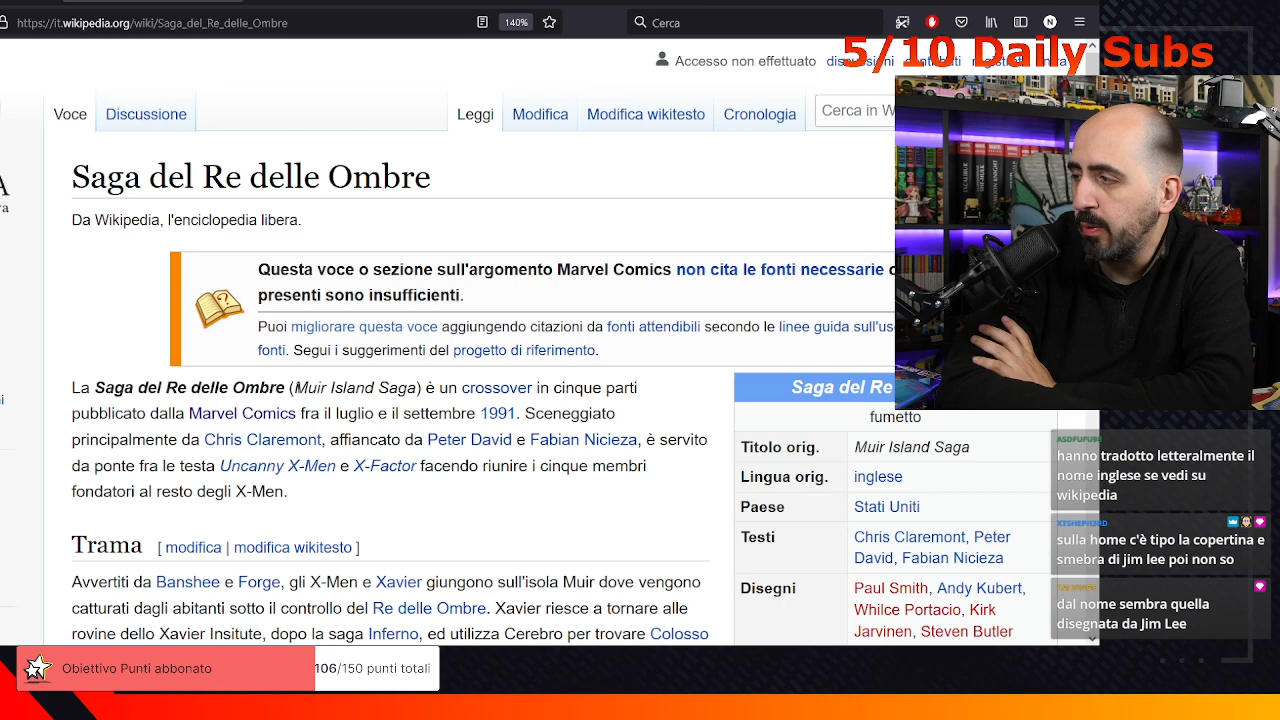 https://it.wikipedia.org/wiki/Saga_del_Re_delle_Ombre
140%
Cerca
N
5/10 Daily Subs
Accesso non effettuato
Voce
Discussione
Leggi
Modifica
Modifica wikitesto
Cronologia
Cerca in W
Saga del Re delle Ombre
Da Wikipedia, l'enciclopedia libera.
Questa voce o sezione sull'argomento Marvel Comics non cita le fonti necessarie o
presenti sono insufficienti.
Puoi migliorare questa voce aggiungendo citazioni da fonti attendibili secondo le linee guida sull'us
fonti. Segui i suggerimenti del progetto di riferimento.
La Saga del Re delle Ombre (Muir Island Saga) è un crossover in cinque parti
pubblicato dalla Marvel Comics fra il luglio e il settembre 1991. Sceneggiato
principalmente da Chris Claremont, affiancato da Peter David e Fabian Nicieza, è servito
da ponte fra le testa Uncanny X-Men e X-Factor facendo riunire i cinque membri
fondatori al resto degli X-Men.
Saga del Re
fumetto
Titolo orig. Muir Island Saga
Lingua orig. inglese
Paese Stati Uniti
Testi Chris Claremont, Peter
David, Fabian Nicieza
Disegni Paul Smith, Andy Kubert,
Whilce Portacio, Kirk
Jarvinen, Steven Butler
Trama [ modifica | modifica wikitesto ]
Avvertiti da Banshee e Forge, gli X-Men e Xavier giungono sull'isola Muir dove vengono
catturati dagli abitanti sotto il controllo del Re delle Ombre. Xavier riesce a tornare alle
rovine dello Xavier Insitute, dopo la saga Inferno, ed utilizza Cerebro per trovare Colosso
hanno tradotto letteralmente il
nome inglese se vedi su
wikipedia
XTSHEPH3RD
sulla home c'è tipo la copertina e
smebra di jim lee poi non so
dal nome sembra quella
disegnata da Jim Lee
Obiettivo Punti abbonato
106/150 punti totali